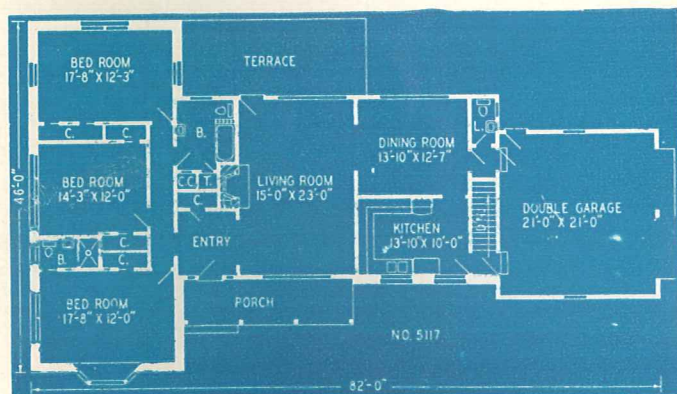 BED ROOM
17'-8" X 12'-3"
TERRACE
C.
C.
B.
L.
DINING ROOM
13'-10" X 12'-7"
46'-0"
BED ROOM
14'-3" X 12'-0"
C.C.
T.
C.
LIVING ROOM
15'-0" X 23'-0"
DOUBLE GARAGE
21'-0" X 21'-0"
KITCHEN
13'-10" X 10'-0"
B.
C.
C.
ENTRY
BED ROOM
17'-8" X 12'-0"
PORCH
NO. 5117
82'-0"